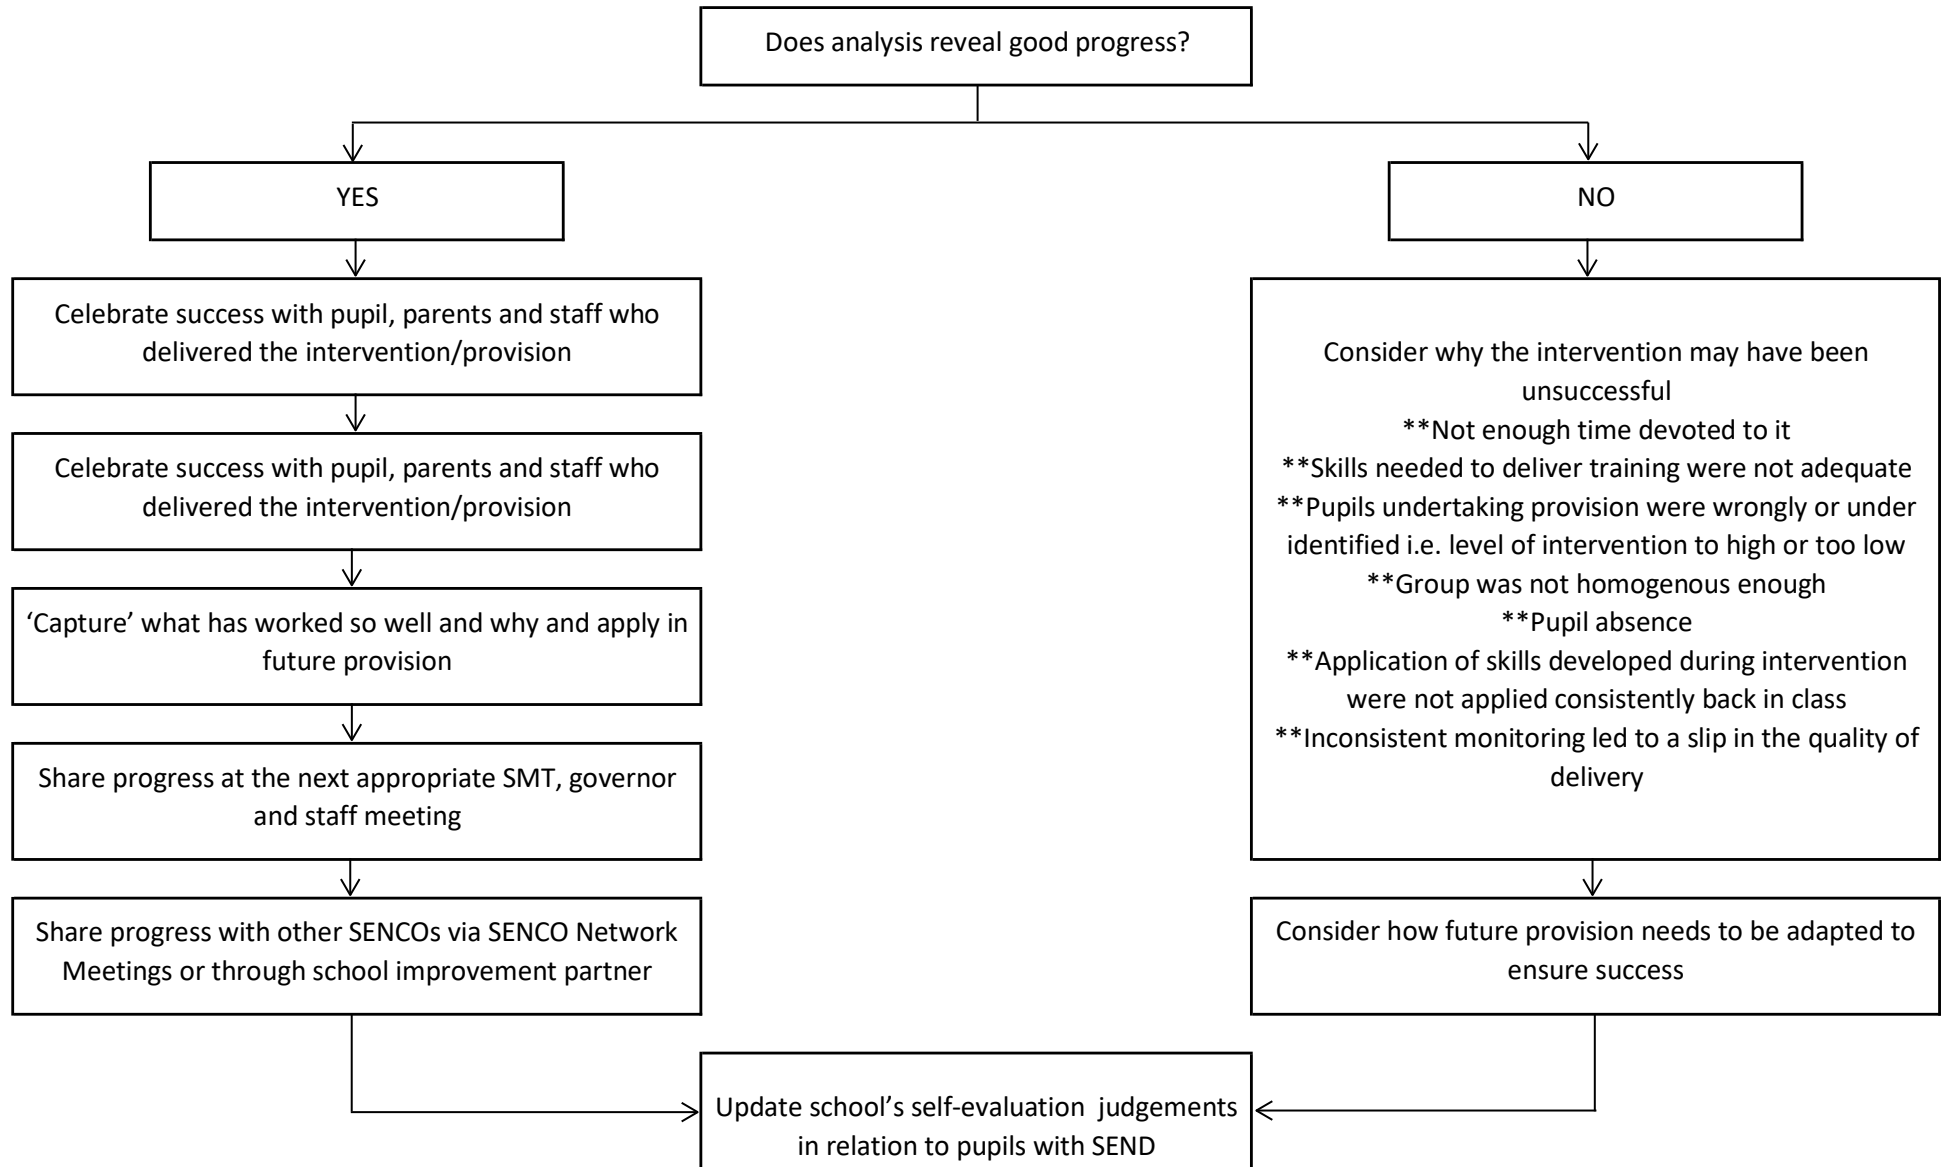 Does analysis reveal good progress?
YES
NO
Celebrate success with pupil, parents and staff who
delivered the intervention/provision
Celebrate success with pupil, parents and staff who
delivered the intervention/provision
‘Capture’ what has worked so well and why and apply in
future provision
Share progress at the next appropriate SMT, governor
and staff meeting
Share progress with other SENCOs via SENCO Network
Meetings or through school improvement partner
Consider why the intervention may have been
unsuccessful
**Not enough time devoted to it
**Skills needed to deliver training were not adequate
**Pupils undertaking provision were wrongly or under
identified i.e. level of intervention to high or too low
**Group was not homogenous enough
**Pupil absence
**Application of skills developed during intervention
were not applied consistently back in class
**Inconsistent monitoring led to a slip in the quality of
delivery
Consider how future provision needs to be adapted to
ensure success
Update school’s self-evaluation judgements
in relation to pupils with SEND